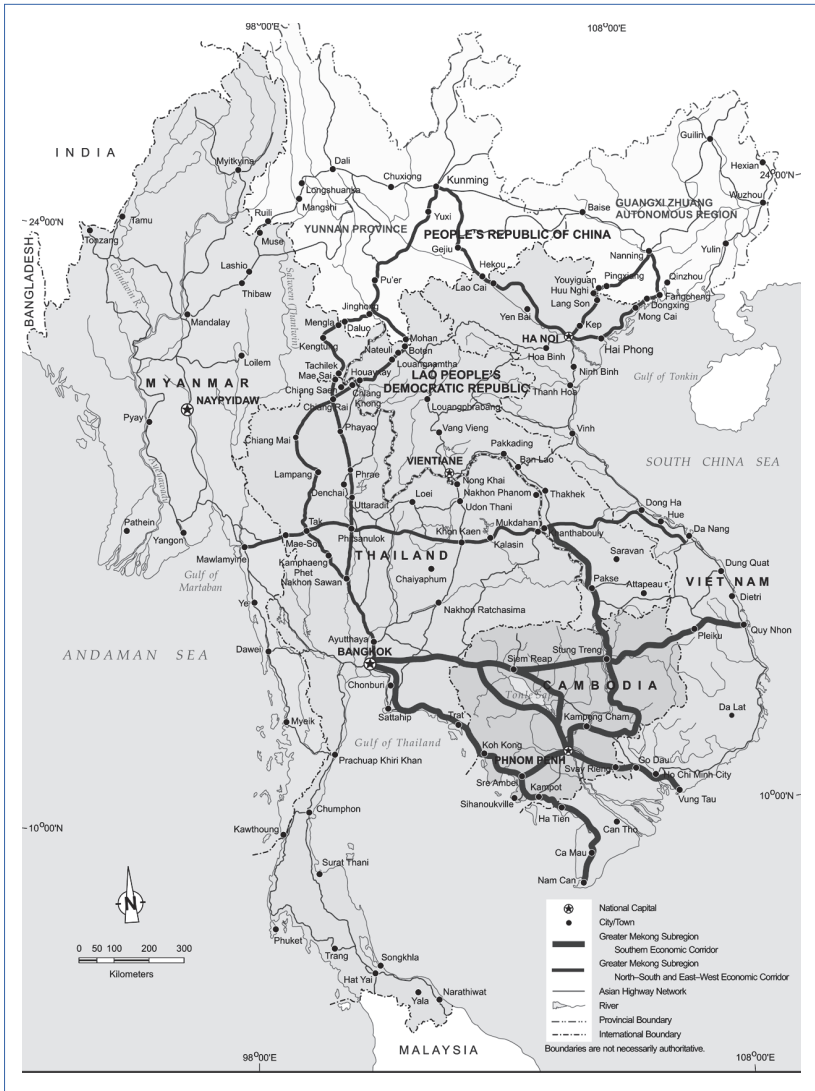 98°00'E
108°00'E
INDIA
Guilin
Myitkyina
Dali
Hexian
24°00'N
Longshuanxa
Chuxiong
Kunming
Mangshi
Baise
GUANGXI ZHUANG
AUTONOMOUS REGION
Wuzhou
24°00'N
Tamu
Ruili
Yuxi
YUNNAN PROVINCE
PEOPLE'S REPUBLIC OF CHINA
Tonzang
Muse
Gejiu
Nanning
Yulin
BANGLADESH
Lashio
Hekou
Youyiguan
Pingxiang
Chindwin R.
Thibaw
Pu'er
Lao Cai
Huu Nghi
Qinzhou
Lang Son
Fangcheng
Dongxing
Mong Cai
Mandalay
Jinghong
Yen Bai
Mengla
Daluo
Kep
Mohan
HA NOI
Kengtung
Nateuli
Boten
Hai Phong
Loilem
Louangnamtha
Hoa Binh
Tachilek
Houayxay
LAO PEOPLE'S
Ninh Binh
MYANMAR
Mae Sai
DEMOCRATIC REPUBLIC
Gulf of Tonkin
Chiang Saen
Chiang
Khong
Thanh Hoa
NAYPYIDAW
Chiang Rai
Louangphrabang
Pyay
Phayao
Vang Vieng
Vinh
Chiang Mai
Pakkading
VIENTIANE
Ban Lao
SOUTH CHINA SEA
Lampang
Phrae
Nong Khai
Denchai
Loei
Nakhon Phanom
Thakhek
Uttaradit
Udon Thani
Dong Ha
Pathein
Tak
Mukdahan
Hue
Yangon
Mae-Sot
Phitsanulok
Khon Kaen
Khanthabouly
Da Nang
Mawlamyine
Kalasin
THAILAND
Saravan
Gulf of
Martaban
Kamphaeng
Phet
Dung Quat
Chaiyaphum
Pakse
VIET NAM
Nakhon Sawan
Attapeau
Dietri
Ye
Nakhon Ratchasima
Quy Nhon
Pleiku
Ayutthaya
Stung Treng
ANDAMAN SEA
Dawei
BANGKOK
Siem Reap
Chonburi
CAMBODIA
Tonle Sap
Da Lat
Sattahip
Myeik
Trat
Kampong Cham
Gulf of Thailand
Koh Kong
Prachuap Khiri Khan
PHNOM PENH
Go Dau
Svay Rieng
Ho Chi Minh City
Sre Ambel
Kampot
Vung Tau
10°00'N
Sihanoukville
Chumphon
Ha Tien
Can Tho
10°00'N
Kawthoung
Ca Mau
Surat Thani
Nam Can
N
Phuket
0 50 100 200 300
Kilometers
Trang
Songkhla
Hat Yai
Narathiwat
Yala
MALAYSIA
National Capital
City/Town
Greater Mekong Subregion
Southern Economic Corridor
Greater Mekong Subregion
North–South and East–West Economic Corridor
Asian Highway Network
River
Provincial Boundary
International Boundary
Boundaries are not necessarily authoritative.
98°00'E
108°00'E